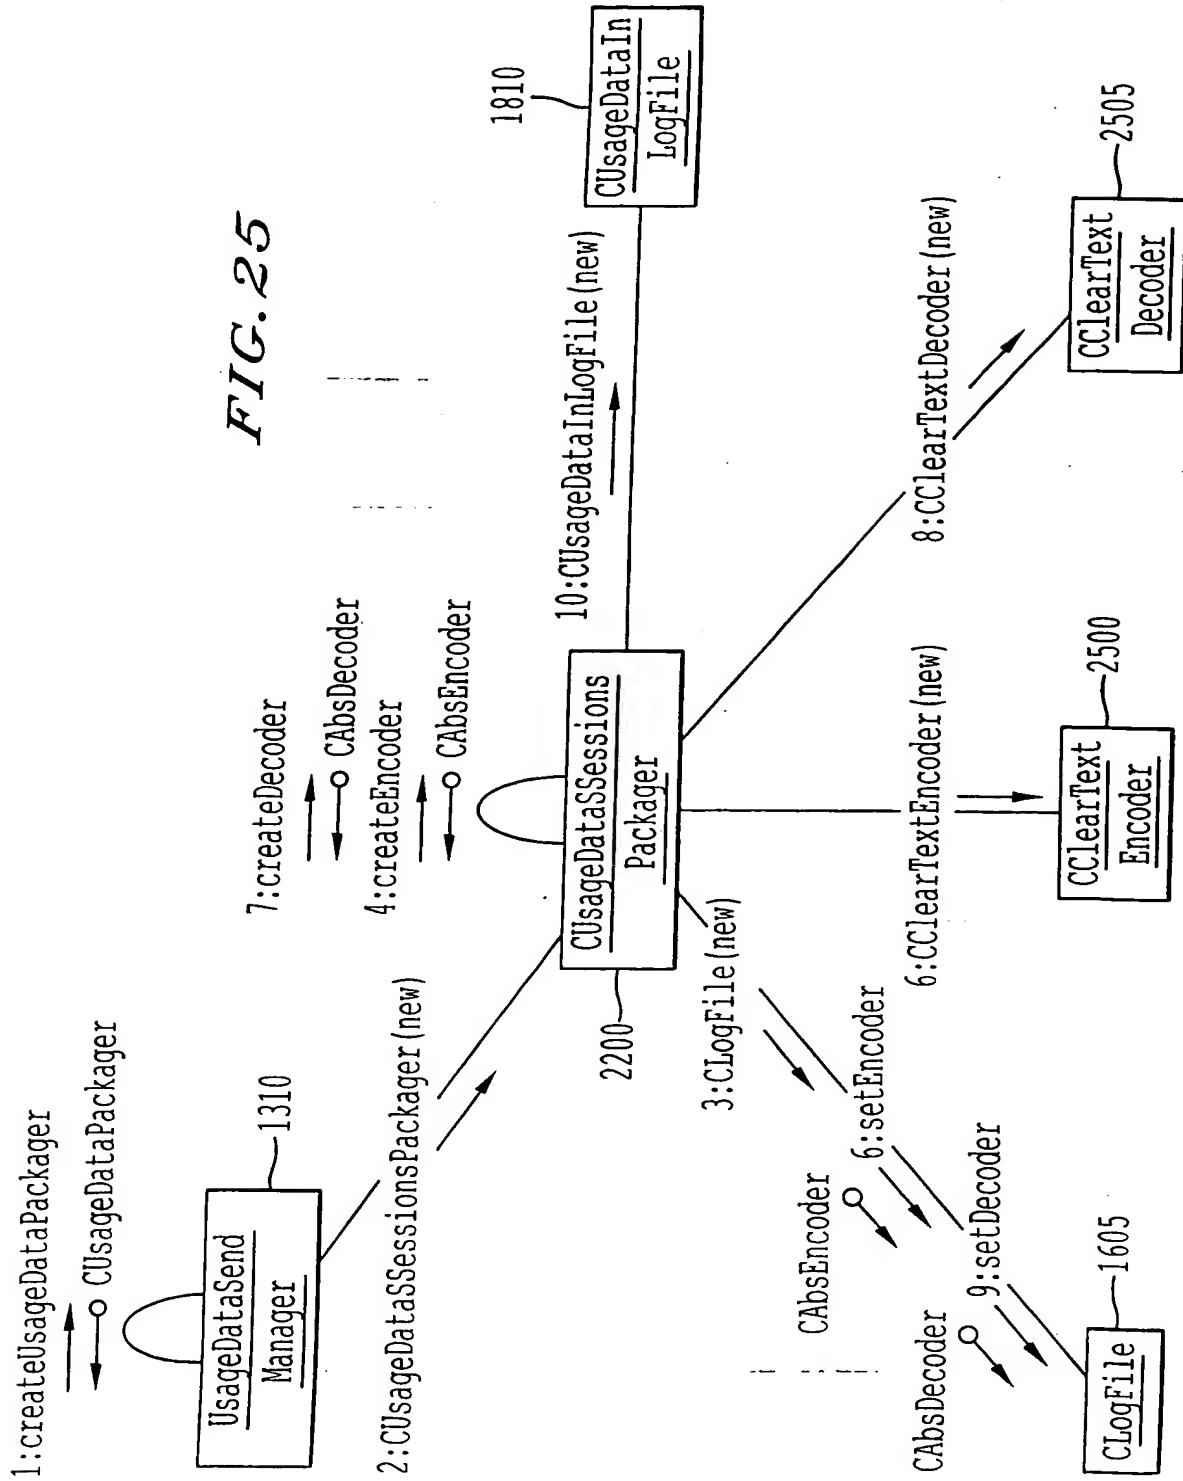 FIG. 25
1:createUsageDataPackager
CUsageDataPackager
UsageDataSend
Manager
1310
2:CUsageDataSSessionsPackager(new)
7:createDecoder
CAbsDecoder
4:createEncoder
CAbsEncoder
CUsageDataSSessions
Packager
2200
10:CUsageDataInLogFile(new)
CUsageDataIn
LogFile
1810
3:CLogFile(new)
6:setEncoder
CAbsEncoder
9:setDecoder
CAbsDecoder
CLogFile
1605
6:CClearTextEncoder(new)
CClearText
Encoder
2500
8:CClearTextDecoder(new)
CClearText
Decoder
2505